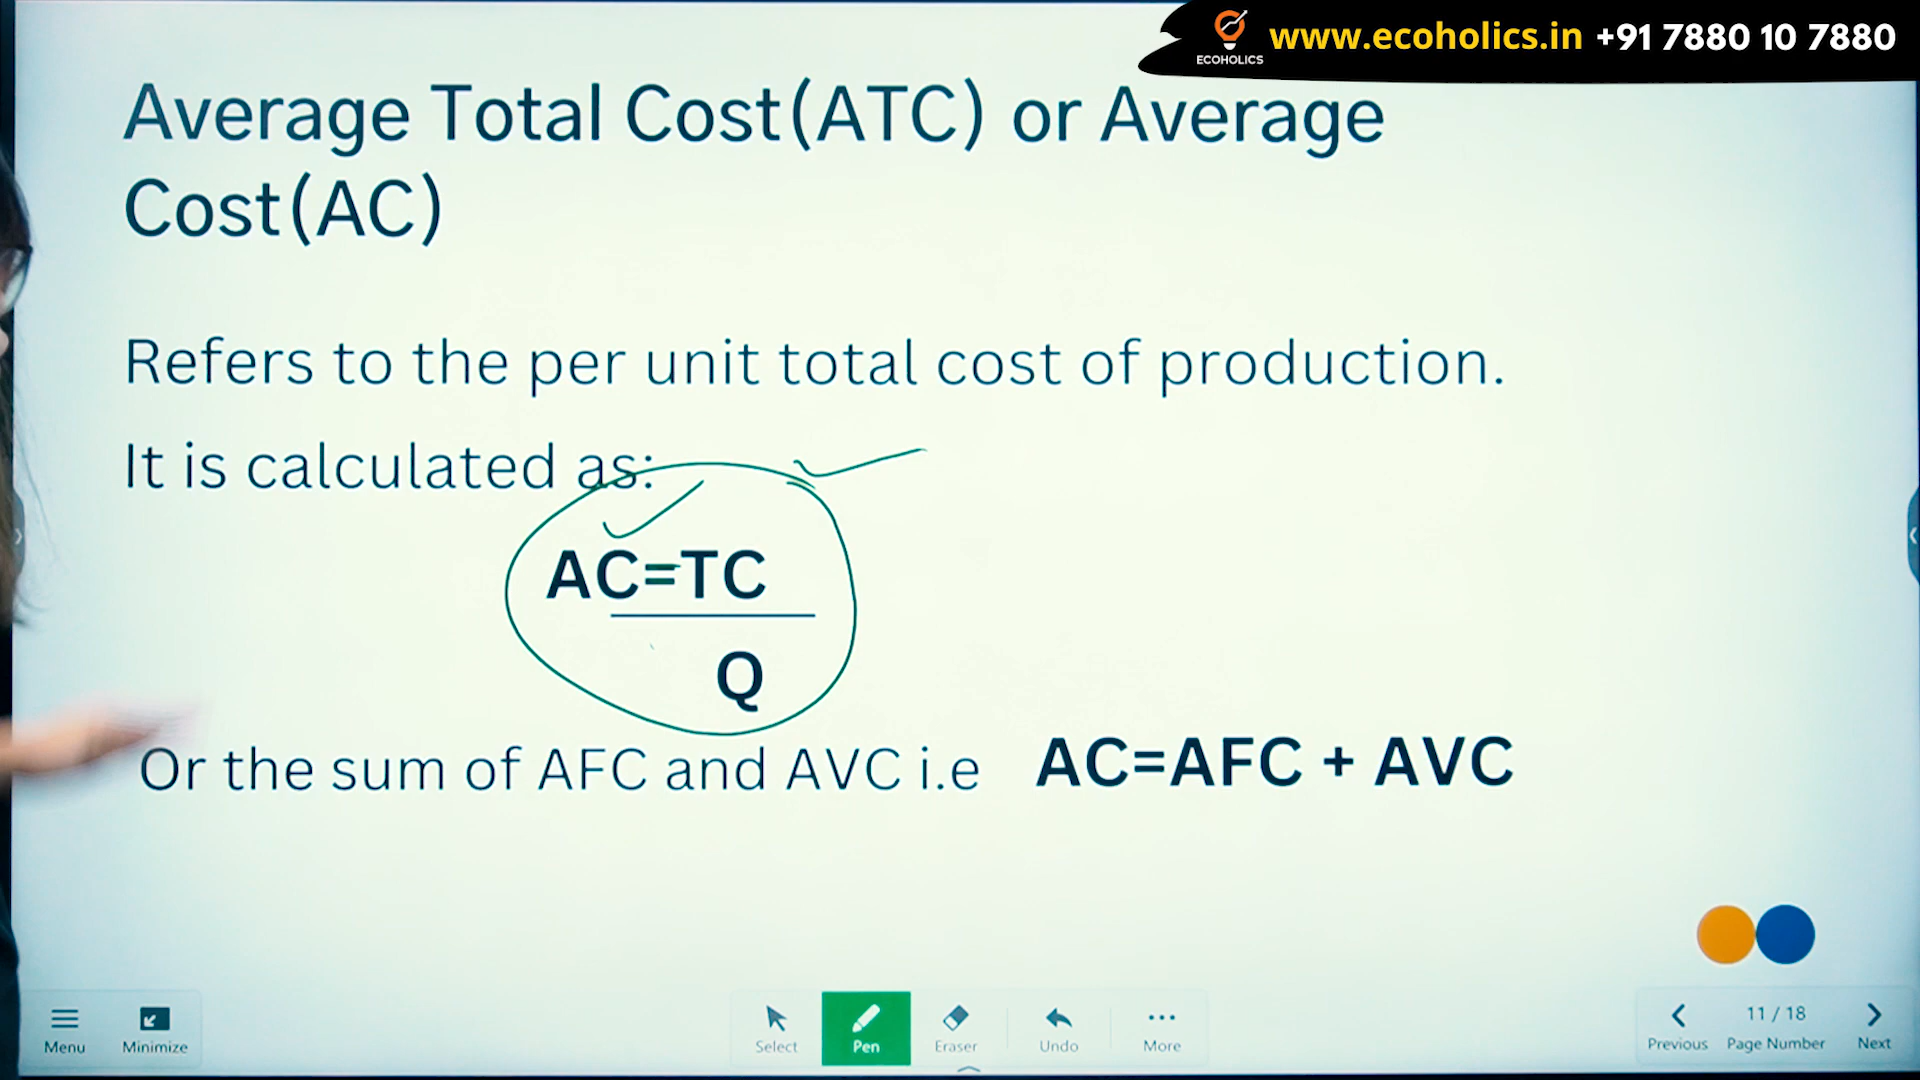 ECOHOLICS
www.ecoholics.in +91 7880 10 7880
Average Total Cost(ATC) or Average
Cost(AC)
Refers to the per unit total cost of production.
It is calculated as:
AC=TC
Q
Or the sum of AFC and AVC i.e AC=AFC + AVC
Menu
Minimize
Select
Pen
Eraser
Undo
More
11 / 18
Previous
Page Number
Next